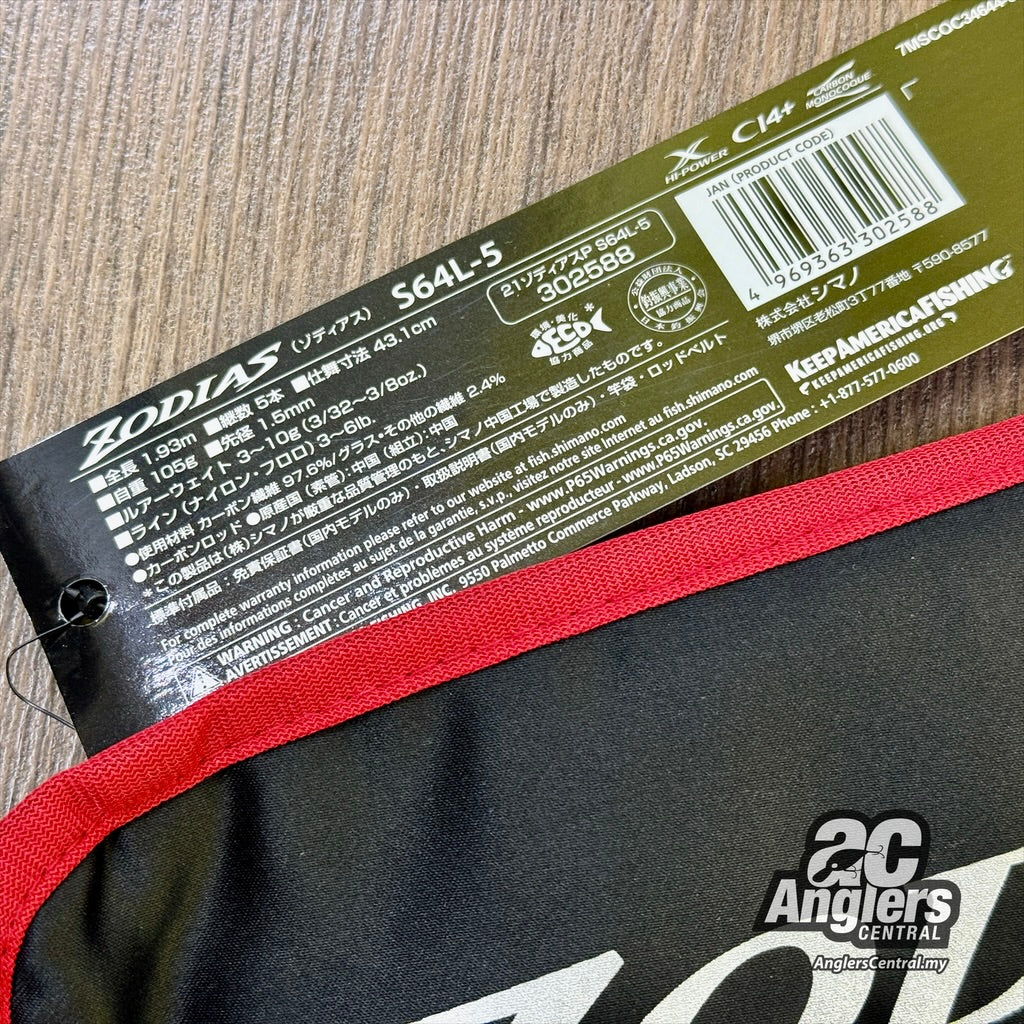 7MSCOC34644-
X HI-POWER CI4+ CARBON MONOCOQUE
JAN (PRODUCT CODE)
4 969363 302588
株式会社シマノ
堺市堺区老松町3丁77番地 〒590-8577
KEEPAMERICAFISHING
KEEPAMERICAFISHING.ORG
ZODIAS (ゾディアス) S64L-5
21ゾディアスP S64L-5
302588
環境・美化
EGD
協力商品
■全長 1.93m ■継数 5本 ■仕舞寸法 43.1cm
■自重 105g ■先径 1.5mm
■ルアーウェイト 3〜10g (3/32〜3/8oz.)
■ライン(ナイロン・フロロ) 3–6lb.
●使用材料 カーボン繊維 97.6%/グラス・その他の繊維 2.4%
●カーボンロッド ●原産国 (素管):中国 (組立):中国
*この製品は(株)シマノが厳重な品質管理のもと、シマノ中国工場で製造したものです。
標準付属品:免責保証書(国内モデルのみ)・取扱説明書(国内モデルのみ)・竿袋・ロッドベルト
For complete warranty information please refer to our website at fish.shimano.com
Pour des informations complètes au sujet de la garantie, s.v.p., visitez notre site Internet au fish.shimano.com
WARNING : Cancer and Reproductive Harm - www.P65Warnings.ca.gov.
AVERTISSEMENT : Cancer et problèmes au système reproducteur - www.P65Warnings.ca.gov.
FISHING, INC. 9550 Palmetto Commerce Parkway, Ladson, SC 29456 Phone : +1-877-577-0600
ac
Anglers
CENTRAL
AnglersCentral.my